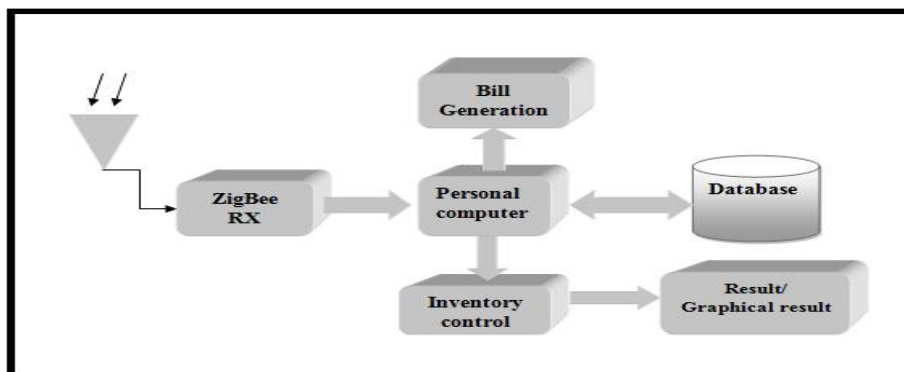 Bill
Generation
ZigBee
RX
Personal
computer
Database
Inventory
control
Result/
Graphical result